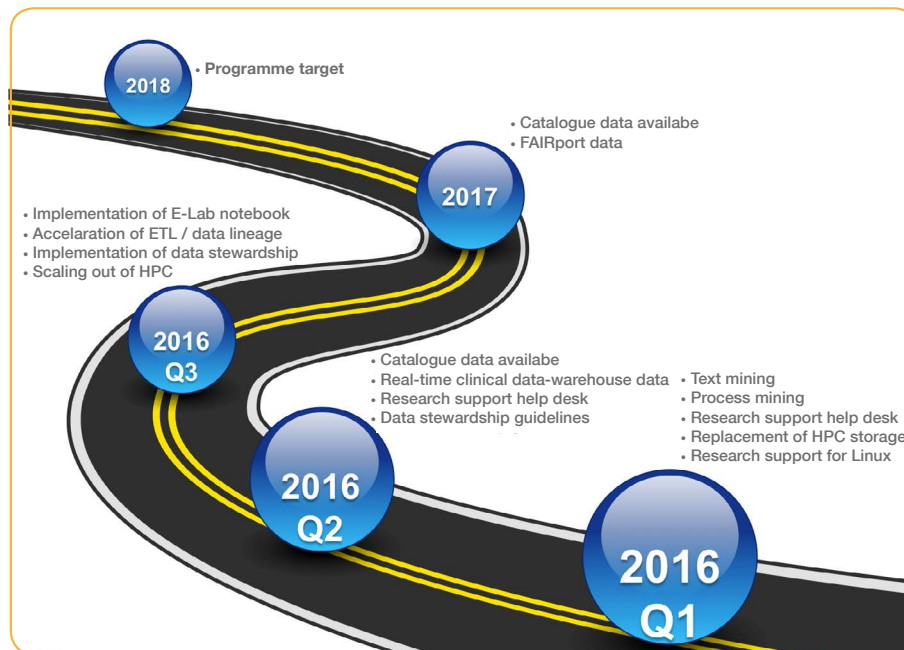 2018
• Programme target
• Catalogue data availabe
• FAIRport data
2017
• Implementation of E-Lab notebook
• Accelaration of ETL / data lineage
• Implementation of data stewardship
• Scaling out of HPC
2016
Q3
• Catalogue data availabe
• Real-time clinical data-warehouse data
• Research support help desk
• Data stewardship guidelines
2016
Q2
• Text mining
• Process mining
• Research support help desk
• Replacement of HPC storage
• Research support for Linux
2016
Q1